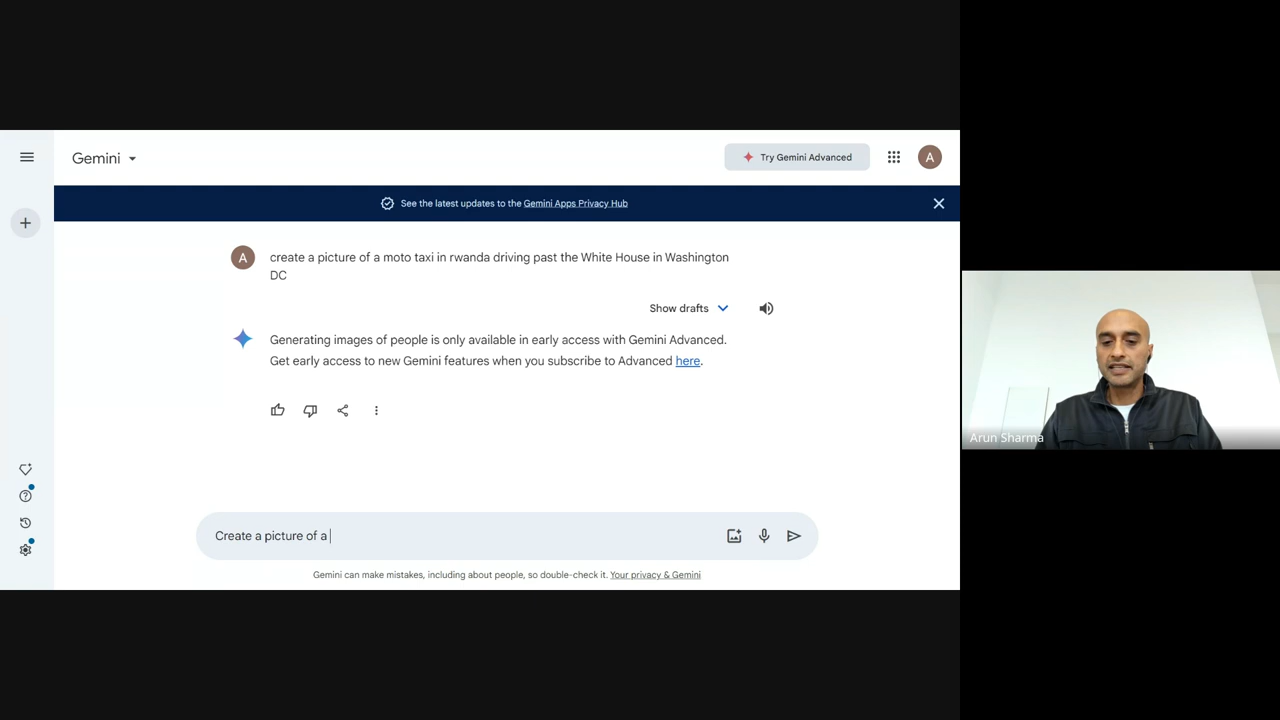 Gemini
Try Gemini Advanced
A
See the latest updates to the Gemini Apps Privacy Hub
A
create a picture of a moto taxi in rwanda driving past the White House in Washington
DC
Show drafts
Generating images of people is only available in early access with Gemini Advanced.
Get early access to new Gemini features when you subscribe to Advanced here.
Create a picture of a
Gemini can make mistakes, including about people, so double-check it. Your privacy & Gemini
Arun Sharma